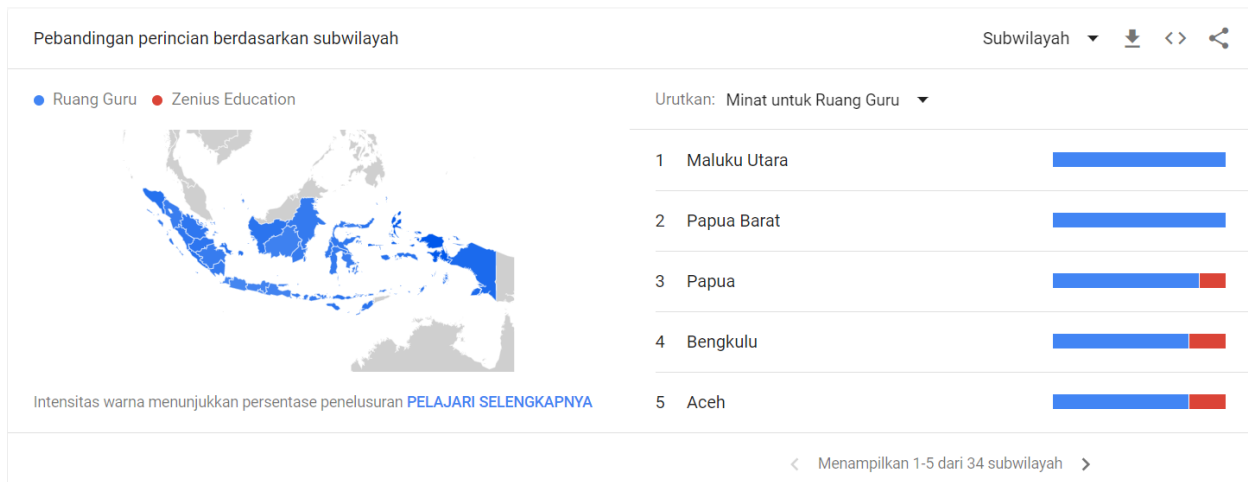 Pebandingan perincian berdasarkan subwilayah
Subwilayah
Ruang Guru Zenius Education
Urutkan: Minat untuk Ruang Guru
1 Maluku Utara
2 Papua Barat
3 Papua
4 Bengkulu
5 Aceh
Intensitas warna menunjukkan persentase penelusuran PELAJARI SELENGKAPNYA
Menampilkan 1-5 dari 34 subwilayah